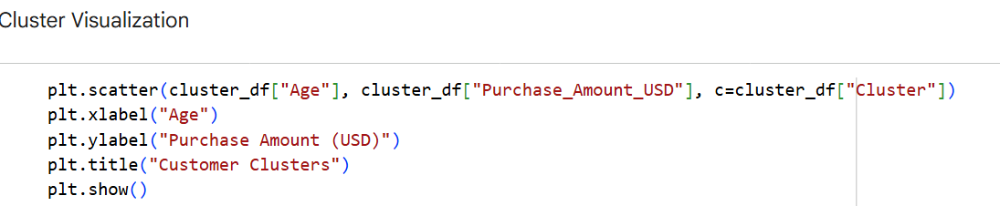 Cluster Visualization
plt.scatter(cluster_df["Age"], cluster_df["Purchase_Amount_USD"], c=cluster_df["Cluster"])
plt.xlabel("Age")
plt.ylabel("Purchase Amount (USD)")
plt.title("Customer Clusters")
plt.show()